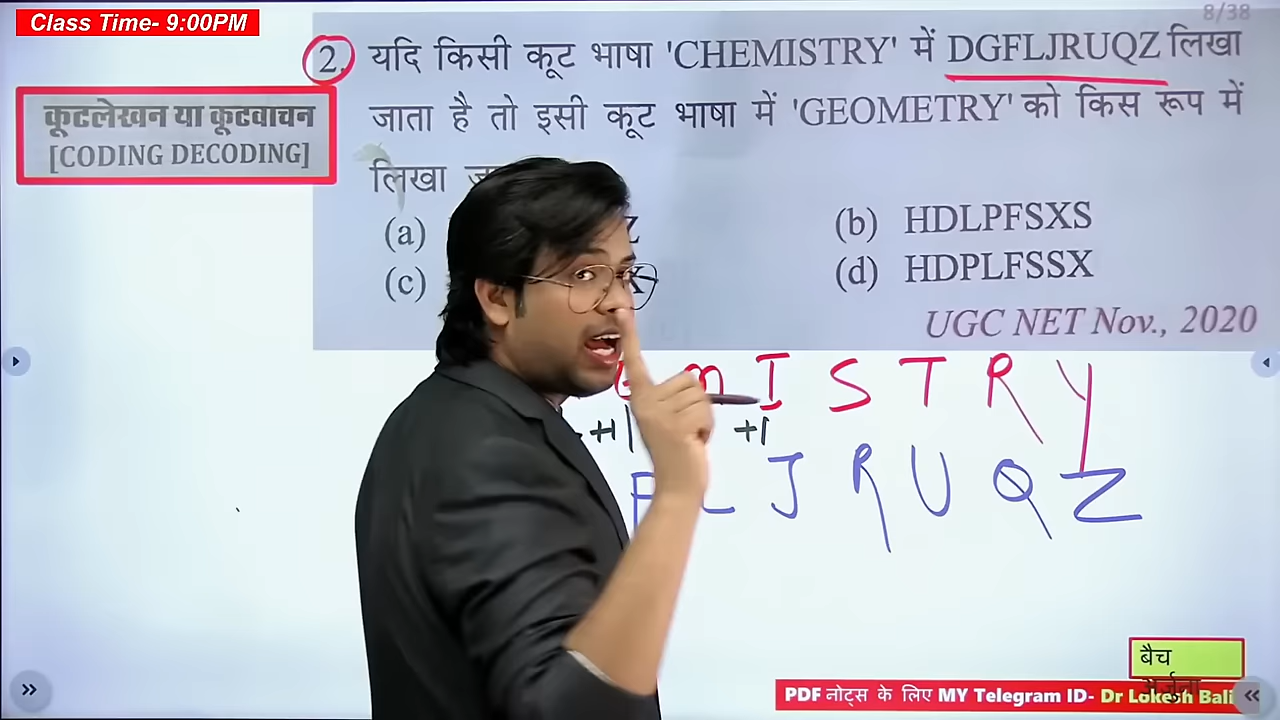 Class Time- 9:00PM
8/38
2. यदि किसी कूट भाषा 'CHEMISTRY' में DGFLJRUQZ लिखा
जाता है तो इसी कूट भाषा में 'GEOMETRY' को किस रूप में
लिखा
कूटलेखन या कूटवाचन
[CODING DECODING]
(a) Z (b) HDLPFSXS
(c) X (d) HDPLFSSX
UGC NET Nov., 2020
M I S T R Y
+1 +1
F L J R U Q Z
बैच
PDF नोट्स के लिए MY Telegram ID- Dr Lokesh Bali